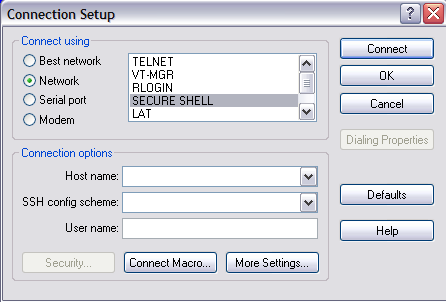 Connection Setup
Connect using
Best network
Network
Serial port
Modem
TELNET
VT-MGR
RLOGIN
SECURE SHELL
LAT
Connect
OK
Cancel
Dialing Properties
Connection options
Host name:
SSH config scheme:
User name:
Defaults
Help
Security...
Connect Macro...
More Settings...